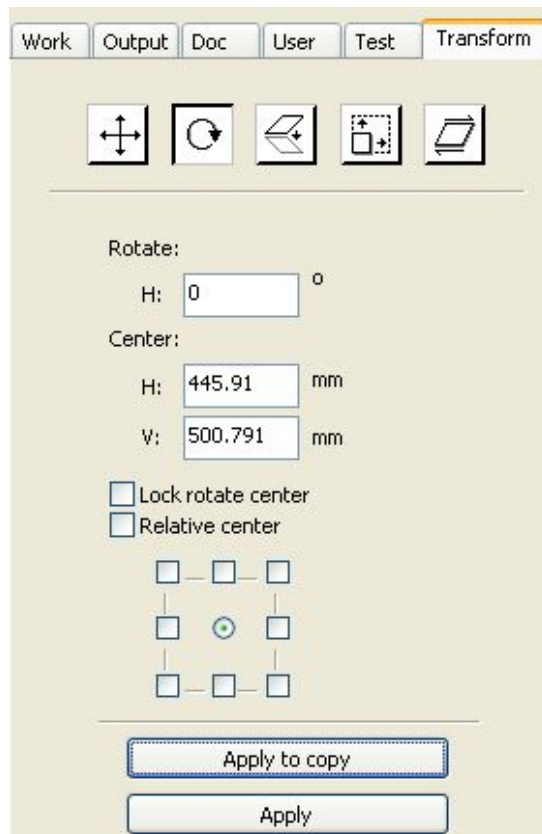 Work Output Doc User Test Transform
Rotate:
H: 0 °
Center:
H: 445.91 mm
V: 500.791 mm
Lock rotate center
Relative center
Apply to copy
Apply